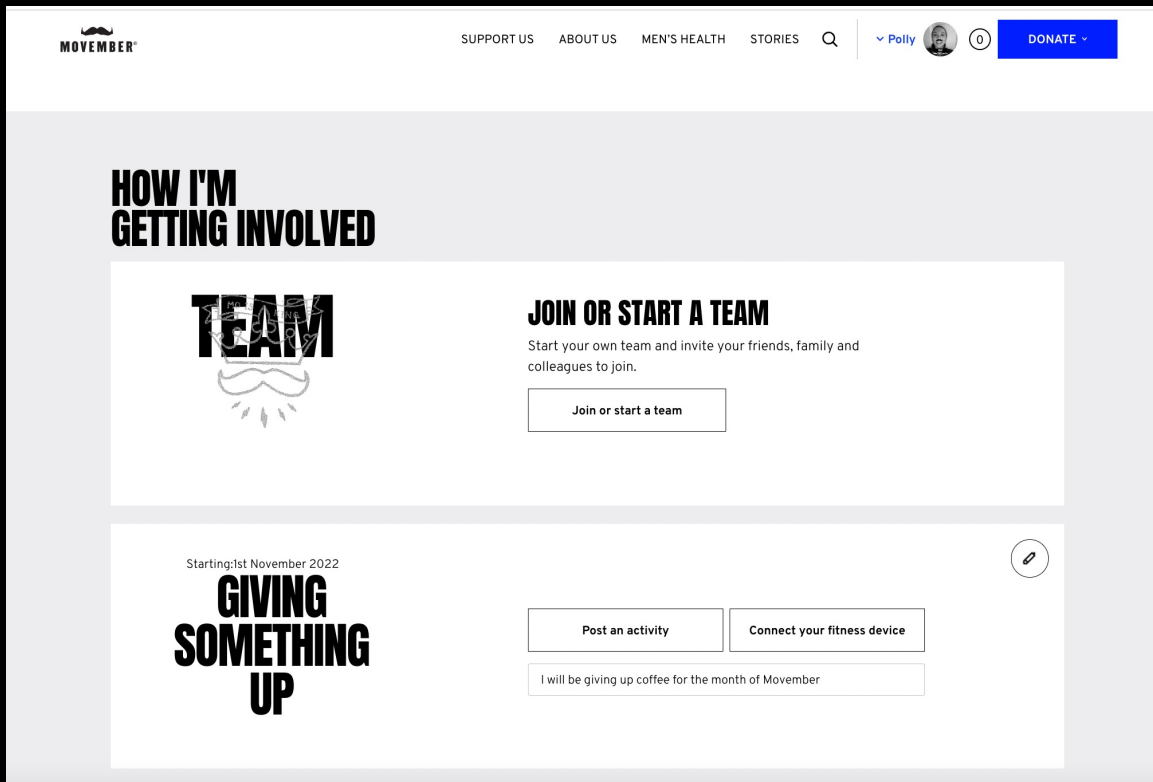 MOVEMBER®
SUPPORT US
ABOUT US
MEN'S HEALTH
STORIES
Polly
0
DONATE
HOW I'M
GETTING INVOLVED
TEAM
MO IS KING
JOIN OR START A TEAM
Start your own team and invite your friends, family and
colleagues to join.
Join or start a team
Starting:1st November 2022
GIVING
SOMETHING
UP
Post an activity
Connect your fitness device
I will be giving up coffee for the month of Movember